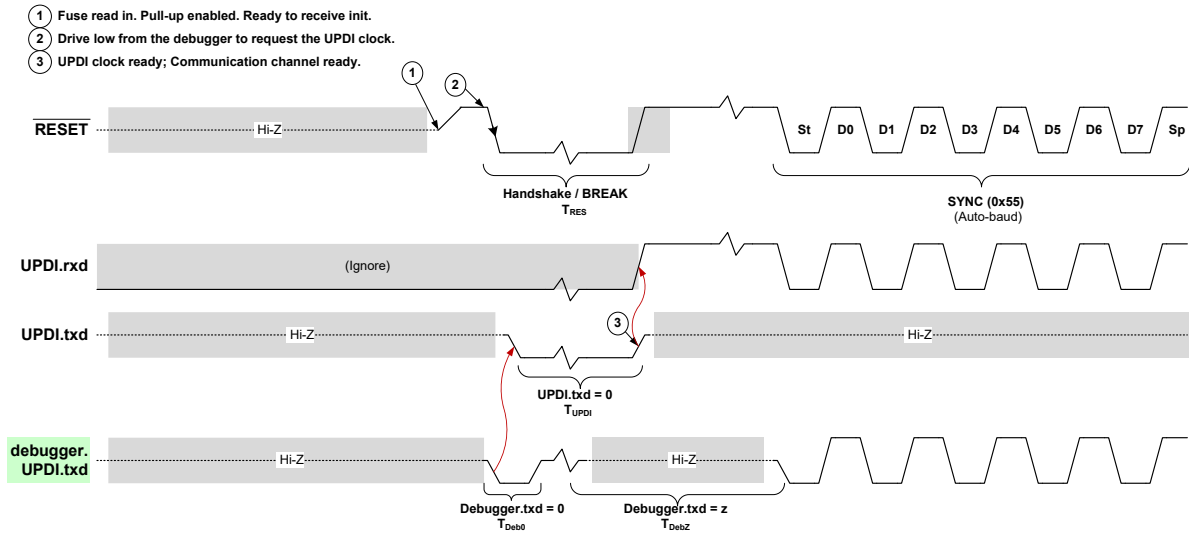 1 Fuse read in. Pull-up enabled. Ready to receive init.
2 Drive low from the debugger to request the UPDI clock.
3 UPDI clock ready; Communication channel ready.
1
2
RESET
Hi-Z
St D0 D1 D2 D3 D4 D5 D6 D7 Sp
Handshake / BREAK
TRES
SYNC (0x55)
(Auto-baud)
UPDI.rxd
(Ignore)
3
UPDI.txd
Hi-Z
Hi-Z
UPDI.txd = 0
TUPDI
debugger.
UPDI.txd
Hi-Z
Hi-Z
Debugger.txd = 0
TDeb0
Debugger.txd = z
TDebZ